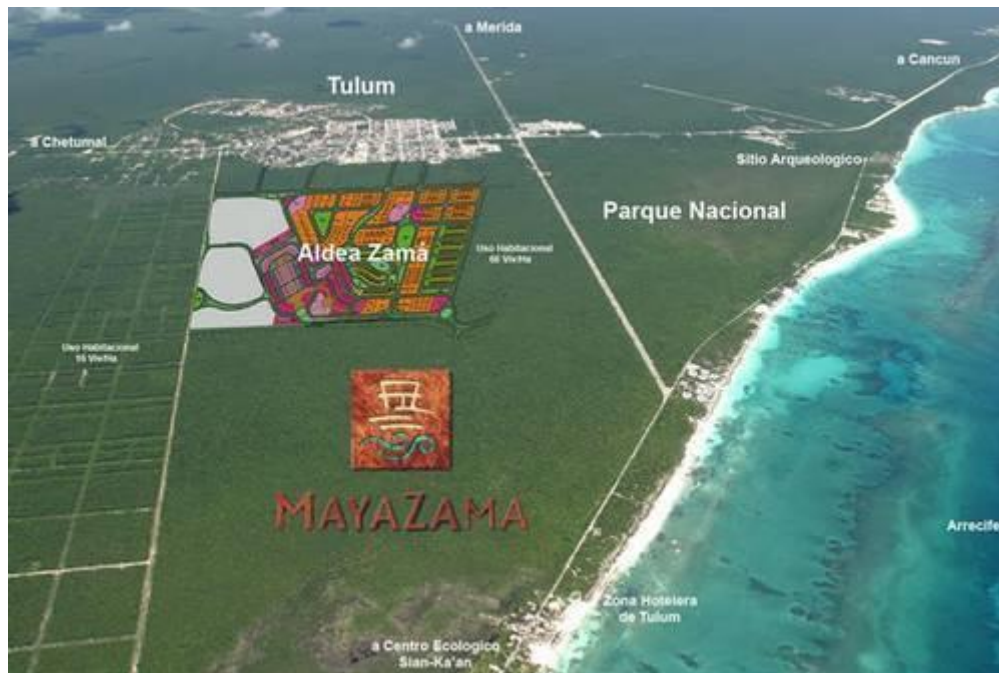 a Merida
a Cancun
Tulum
a Chetumal
Sitio Arqueologico
Parque Nacional
Aldea Zamá
Uso Habitacional
66 Viv/Ha
Uso Habitacional
16 Viv/Ha
MAYAZAMA
Arrecife
Zona Hotelera
de Tulum
a Centro Ecologico
Sian-Ka'an